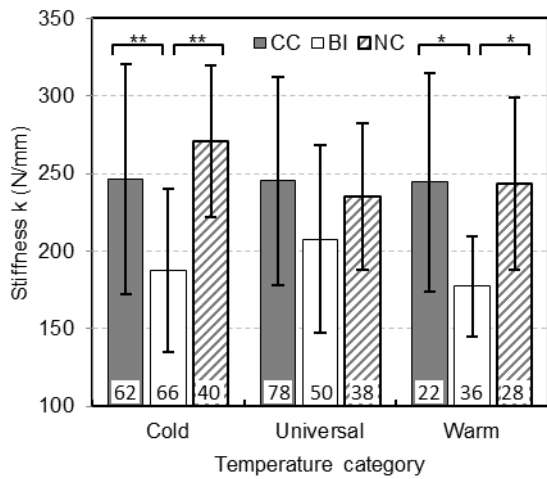 350
300
250
200
150
100
Stiffness k (N/mm)
** ** CC BI NC * *
62 66 40 78 50 38 22 36 28
Cold Universal Warm
Temperature category